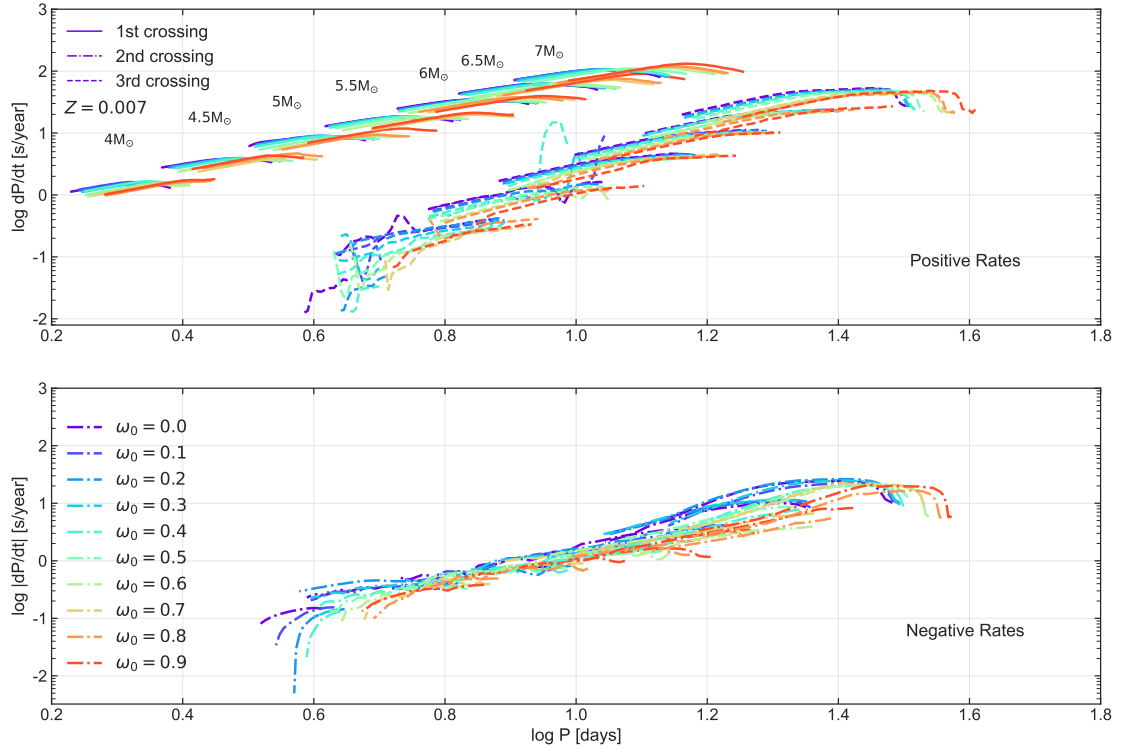 3
2
1
0
-1
-2
log dP/dt [s/year]
1st crossing
2nd crossing
3rd crossing
Z = 0.007
4M⊙
4.5M⊙
5M⊙
5.5M⊙
6M⊙
6.5M⊙
7M⊙
Positive Rates
0.2 0.4 0.6 0.8 1.0 1.2 1.4 1.6 1.8
3
2
1
0
-1
-2
log |dP/dt| [s/year]
ω₀ = 0.0
ω₀ = 0.1
ω₀ = 0.2
ω₀ = 0.3
ω₀ = 0.4
ω₀ = 0.5
ω₀ = 0.6
ω₀ = 0.7
ω₀ = 0.8
ω₀ = 0.9
Negative Rates
0.2 0.4 0.6 0.8 1.0 1.2 1.4 1.6 1.8
log P [days]